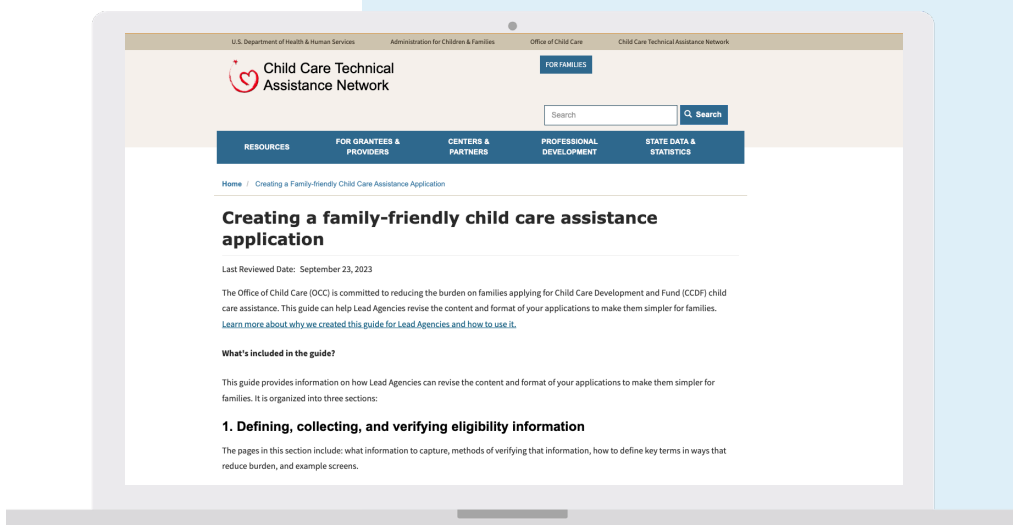 U.S. Department of Health & Human Services Administration for Children & Families Office of Child Care Child Care Technical Assistance Network
Child Care Technical
Assistance Network
FOR FAMILIES
Search Search
RESOURCES FOR GRANTEES & PROVIDERS CENTERS & PARTNERS PROFESSIONAL DEVELOPMENT STATE DATA & STATISTICS
Home / Creating a Family-friendly Child Care Assistance Application
Creating a family-friendly child care assistance
application
Last Reviewed Date: September 23, 2023
The Office of Child Care (OCC) is committed to reducing the burden on families applying for Child Care Development and Fund (CCDF) child
care assistance. This guide can help Lead Agencies revise the content and format of your applications to make them simpler for families.
Learn more about why we created this guide for Lead Agencies and how to use it.
What's included in the guide?
This guide provides information on how Lead Agencies can revise the content and format of your applications to make them simpler for
families. It is organized into three sections:
1. Defining, collecting, and verifying eligibility information
The pages in this section include: what information to capture, methods of verifying that information, how to define key terms in ways that
reduce burden, and example screens.